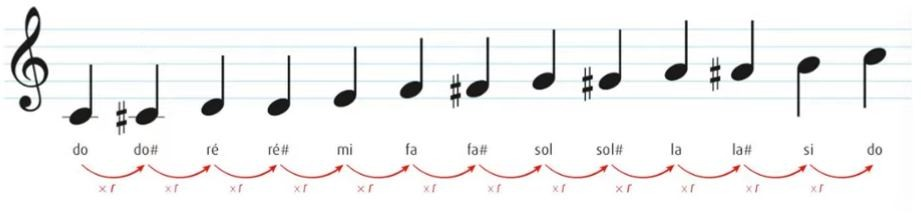 do do# ré ré# mi fa fa# sol sol# la la# si do
×r ×r ×r ×r ×r ×r ×r ×r ×r ×r ×r ×r